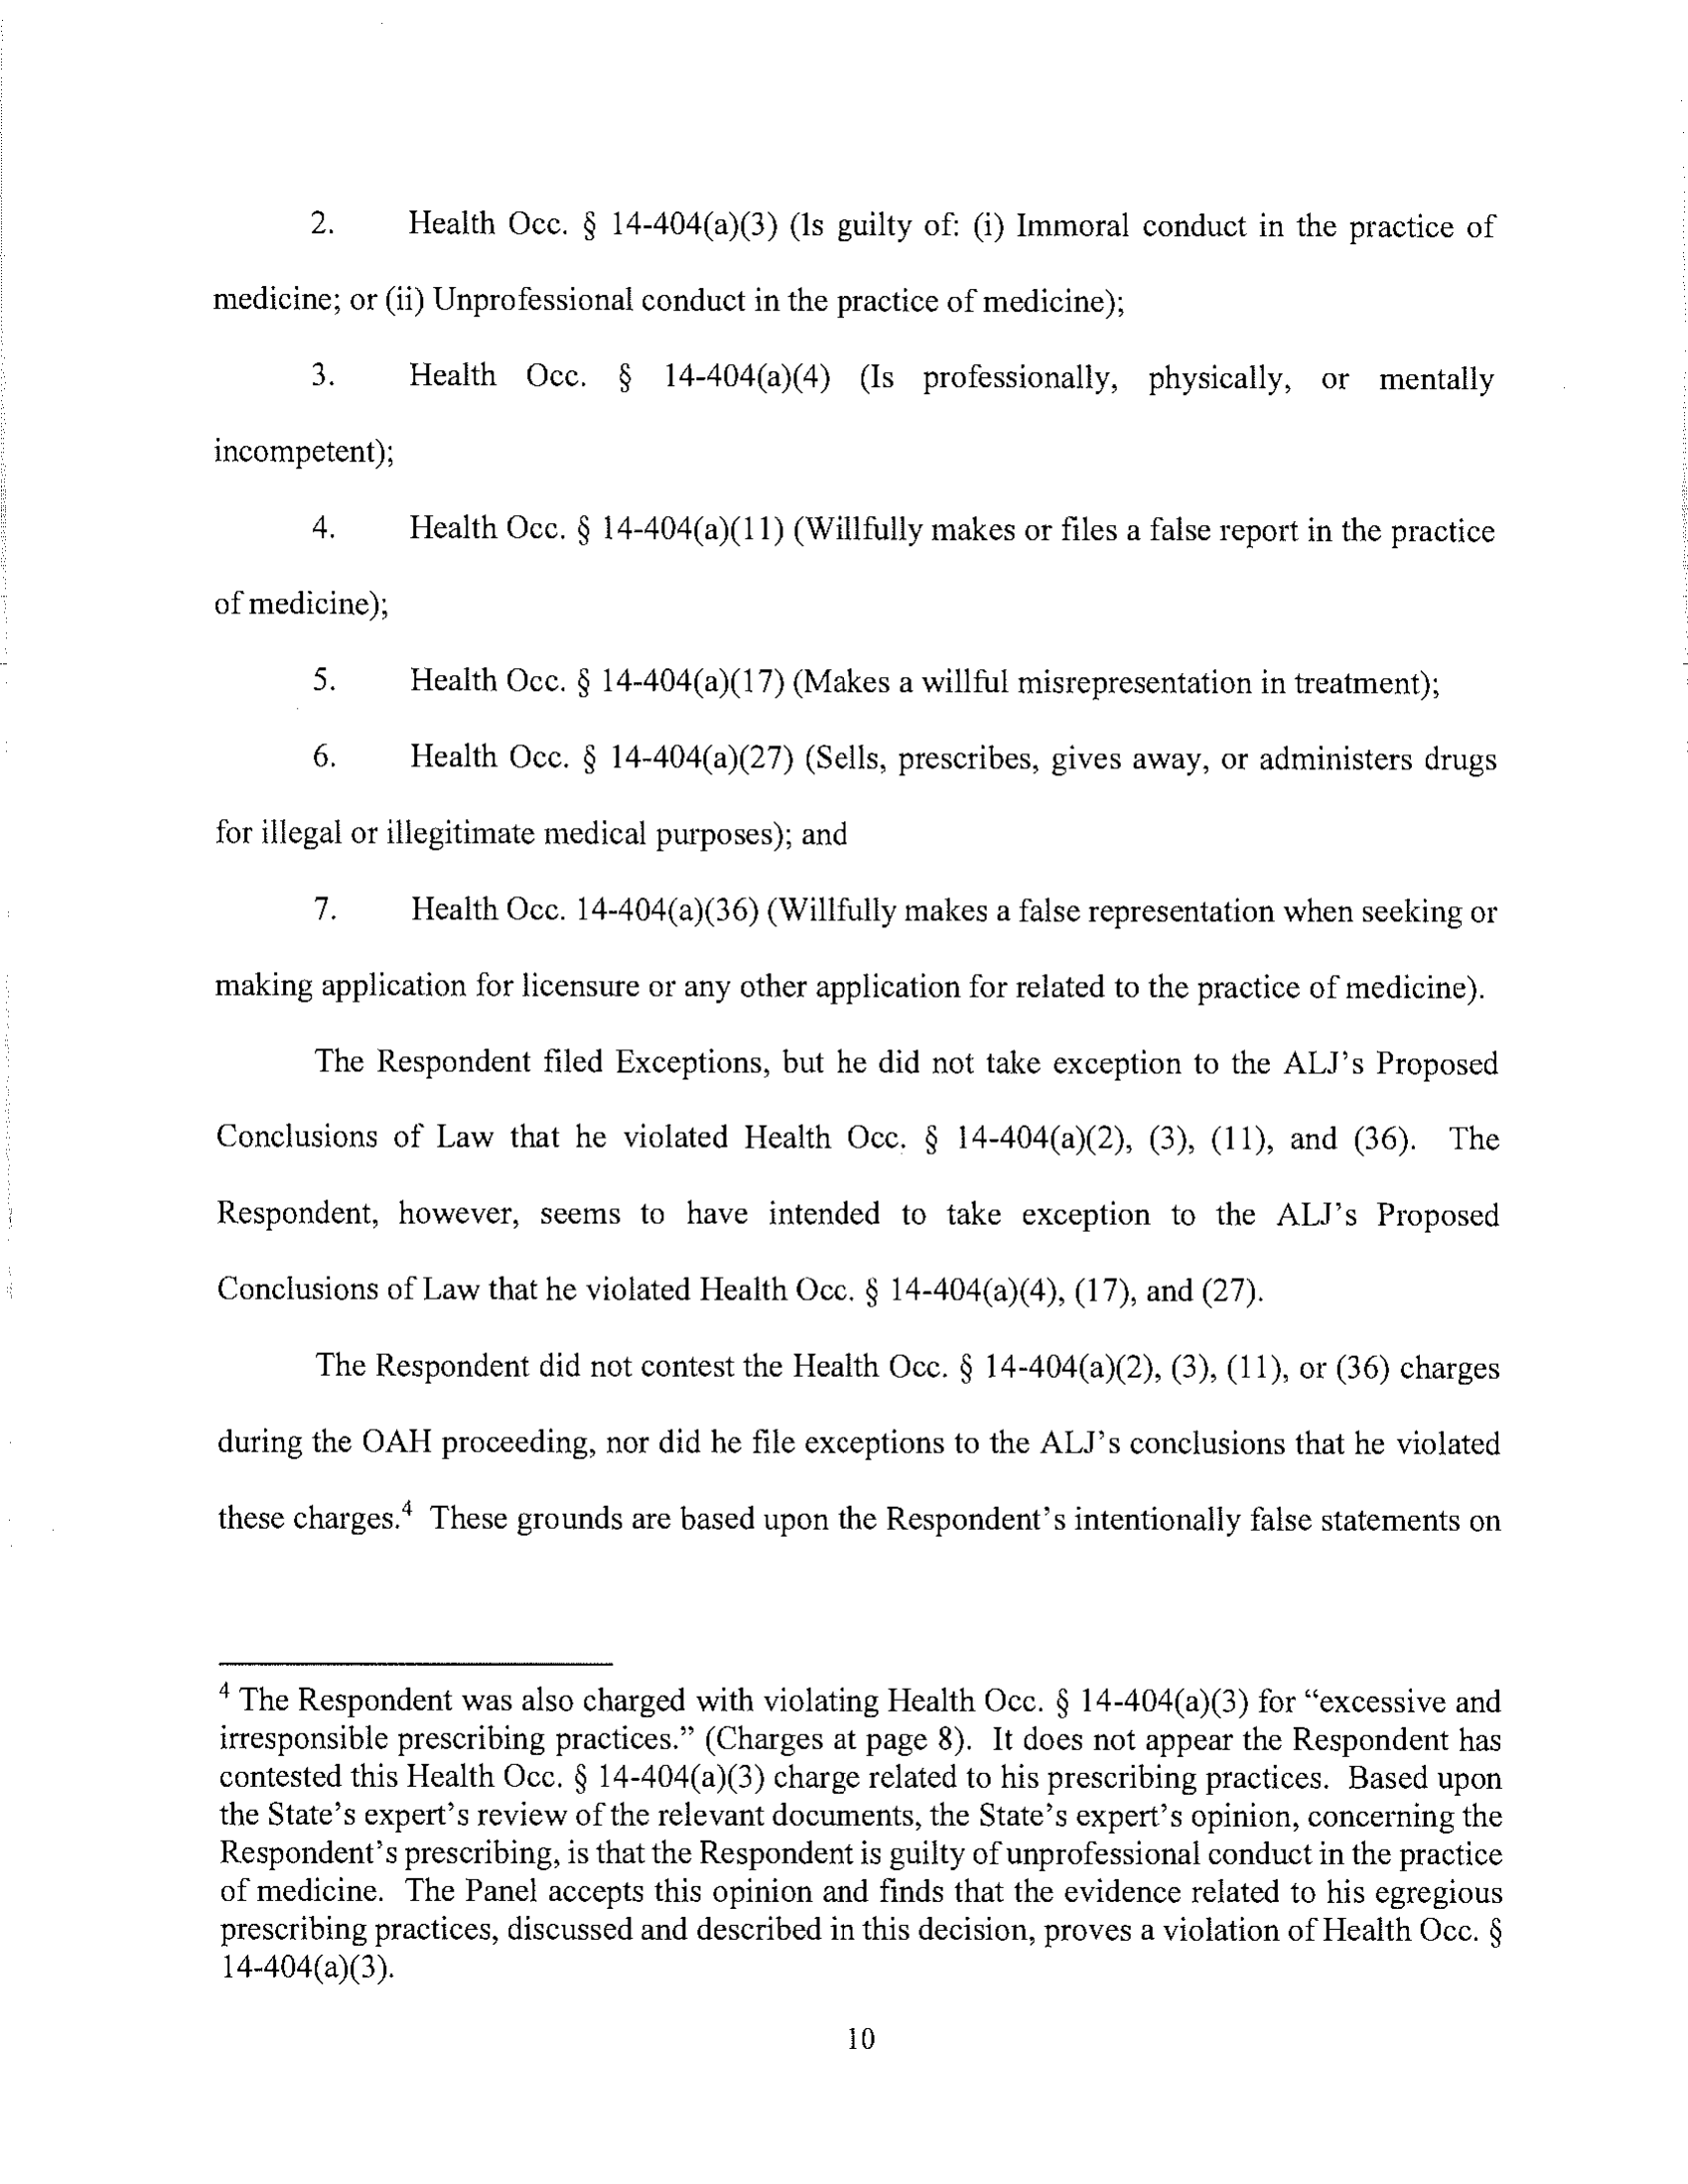 2. Health Occ. § 14-404(a)(3) (Is guilty of: (i) Immoral conduct in the practice of
medicine; or (ii) Unprofessional conduct in the practice of medicine);
3. Health Occ. § 14-404(a)(4) (Is professionally, physically, or mentally
incompetent);
4. Health Occ. § 14-404(a)(11) (Willfully makes or files a false report in the practice
of medicine);
5. Health Occ. § 14-404(a)(17) (Makes a willful misrepresentation in treatment);
6. Health Occ. § 14-404(a)(27) (Sells, prescribes, gives away, or administers drugs
for illegal or illegitimate medical purposes); and
7. Health Occ. 14-404(a)(36) (Willfully makes a false representation when seeking or
making application for licensure or any other application for related to the practice of medicine).
The Respondent filed Exceptions, but he did not take exception to the ALJ's Proposed
Conclusions of Law that he violated Health Occ. § 14-404(a)(2), (3), (11), and (36). The
Respondent, however, seems to have intended to take exception to the ALJ's Proposed
Conclusions of Law that he violated Health Occ. § 14-404(a)(4), (17), and (27).
The Respondent did not contest the Health Occ. § 14-404(a)(2), (3), (11), or (36) charges
during the OAH proceeding, nor did he file exceptions to the ALJ's conclusions that he violated
these charges.⁴ These grounds are based upon the Respondent's intentionally false statements on
⁴ The Respondent was also charged with violating Health Occ. § 14-404(a)(3) for “excessive and
irresponsible prescribing practices.” (Charges at page 8). It does not appear the Respondent has
contested this Health Occ. § 14-404(a)(3) charge related to his prescribing practices. Based upon
the State's expert's review of the relevant documents, the State's expert's opinion, concerning the
Respondent's prescribing, is that the Respondent is guilty of unprofessional conduct in the practice
of medicine. The Panel accepts this opinion and finds that the evidence related to his egregious
prescribing practices, discussed and described in this decision, proves a violation of Health Occ. §
14-404(a)(3).
10